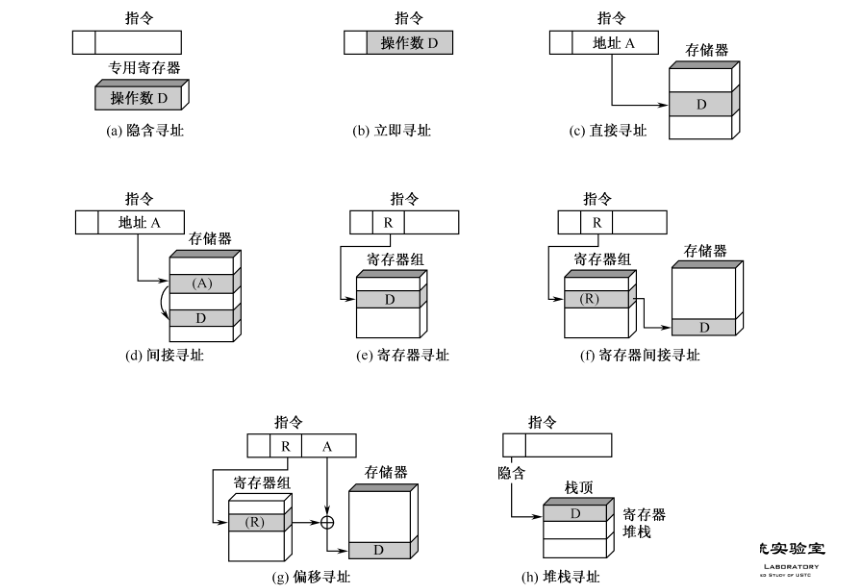 指令
专用寄存器
操作数 D
(a) 隐含寻址
指令
操作数 D
(b) 立即寻址
指令
地址 A
存储器
D
(c) 直接寻址
指令
地址 A
存储器
(A)
D
(d) 间接寻址
指令
R
寄存器组
D
(e) 寄存器寻址
指令
R
寄存器组
(R)
存储器
D
(f) 寄存器间接寻址
指令
R A
寄存器组
(R)
存储器
D
(g) 偏移寻址
指令
隐含
栈顶
D
寄存器
堆栈
(h) 堆栈寻址
实验室
LABORATORY
STUDY OF USTC